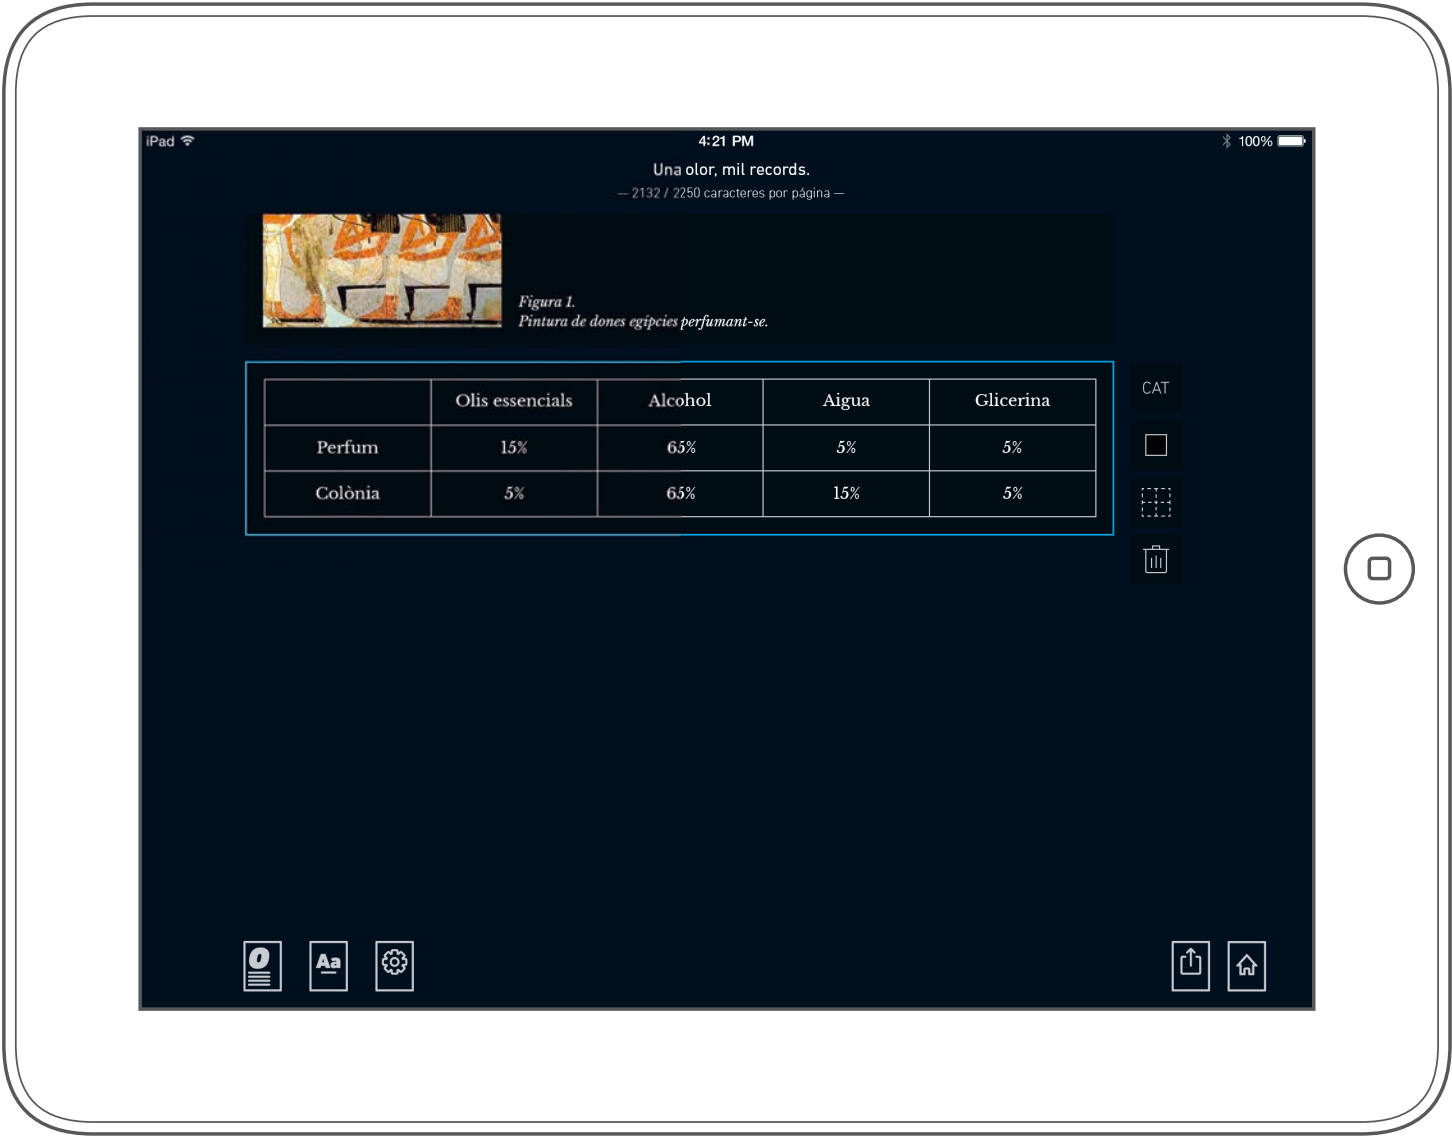 iPad 4:21 PM 100%
Una olor, mil records.
— 2132 / 2250 caracteres por página —
Figura 1.
Pintura de dones egípcies perfumant-se.
Olis essencials Alcohol Aigua Glicerina
CAT
Perfum 15% 65% 5% 5%
Colònia 5% 65% 15% 5%
O Aa